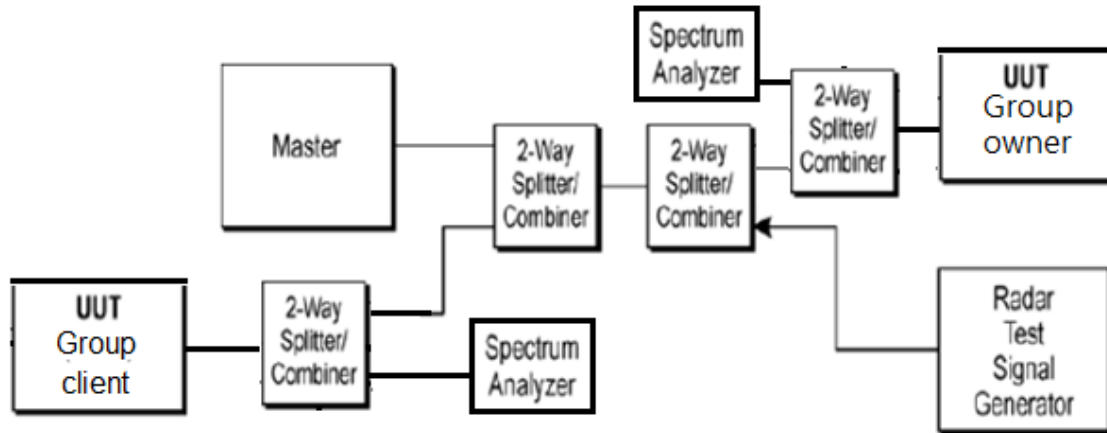 Spectrum
Analyzer
2-Way
Splitter/
Combiner
UUT
Group
owner
Master
2-Way
Splitter/
Combiner
2-Way
Splitter/
Combiner
UUT
Group
client
2-Way
Splitter/
Combiner
Spectrum
Analyzer
Radar
Test
Signal
Generator